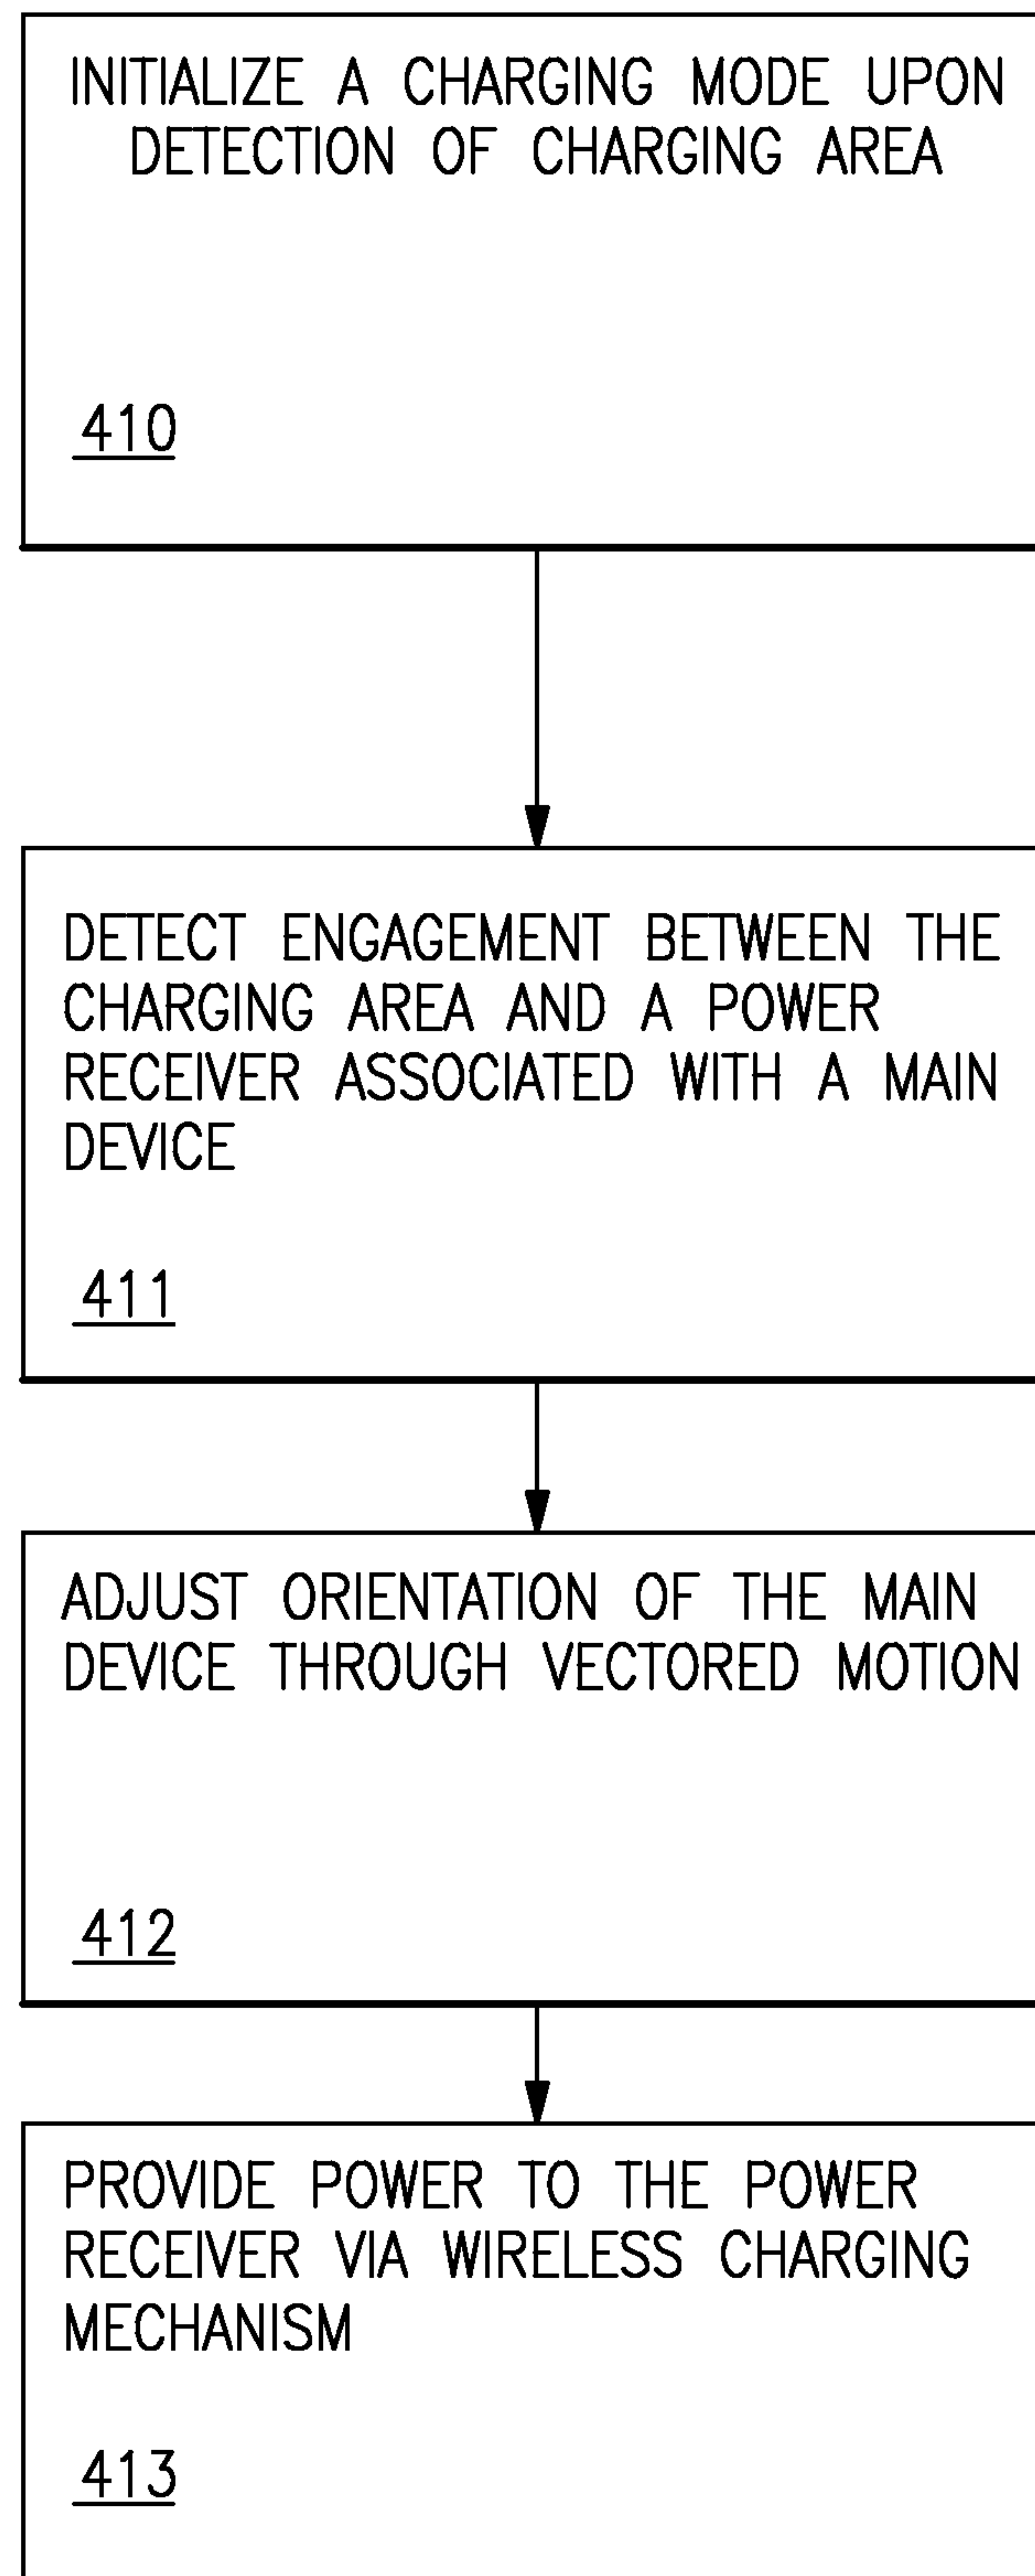 INITIALIZE A CHARGING MODE UPON
DETECTION OF CHARGING AREA
410
DETECT ENGAGEMENT BETWEEN THE
CHARGING AREA AND A POWER
RECEIVER ASSOCIATED WITH A MAIN
DEVICE
411
ADJUST ORIENTATION OF THE MAIN
DEVICE THROUGH VECTORED MOTION
412
PROVIDE POWER TO THE POWER
RECEIVER VIA WIRELESS CHARGING
MECHANISM
413